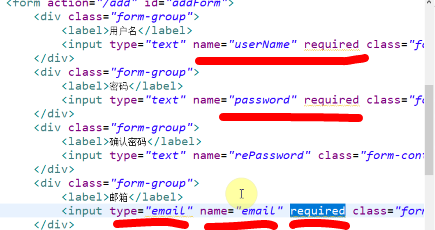 <form action="/add" id="addForm">
<div class="form-group">
<label>用户名</label>
<input type="text" name="userName" required class="fo
</div>
<div class="form-group">
<label>密码</label>
<input type="text" name="password" required class="fo
</div>
<div class="form-group">
<label>确认密码</label>
<input type="text" name="rePassword" class="form-con
</div>
<div class="form-group">
<label>邮箱</label>
<input type="email" name="email" required class="for
</div>